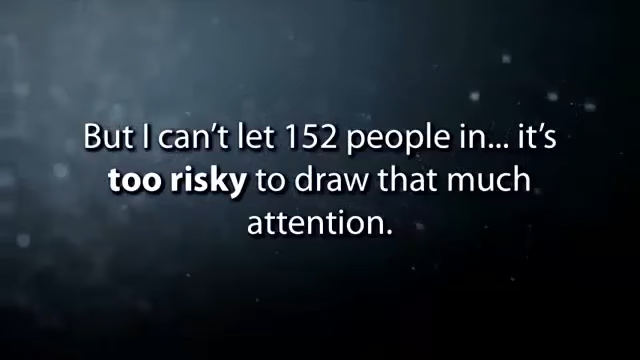 But I can’t let 152 people in... it’s
too risky to draw that much
attention.